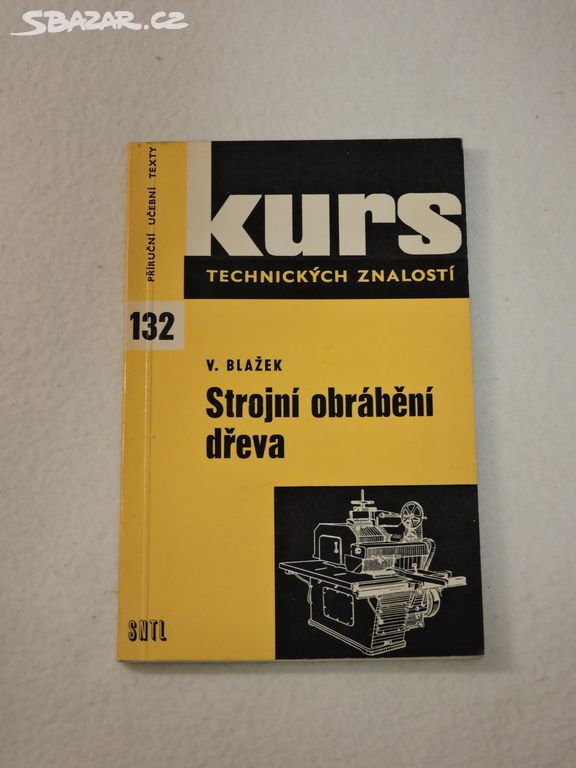 SBAZAR.CZ
PŘÍRUČNÍ UČEBNÍ TEXTY
kurs
TECHNICKÝCH ZNALOSTÍ
132
V. BLAŽEK
Strojní obrábění
dřeva
SNTL